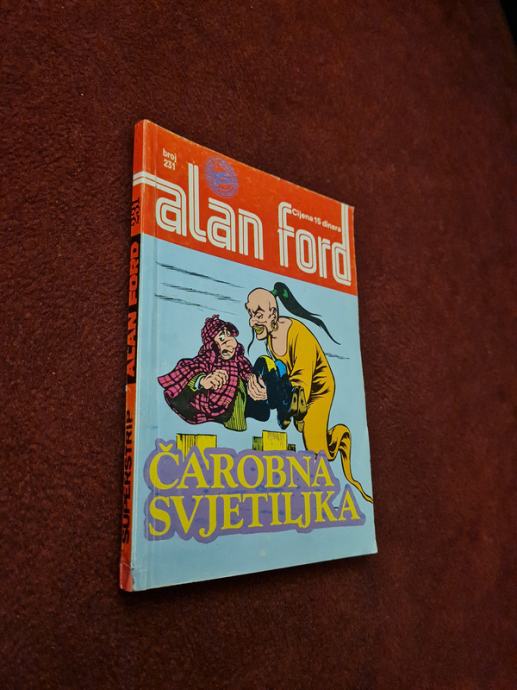 broj
231
alan ford
Cijena 15 dinara
ČAROBNA
SVJETILJKA
SUPERSTRIP ALAN FORD